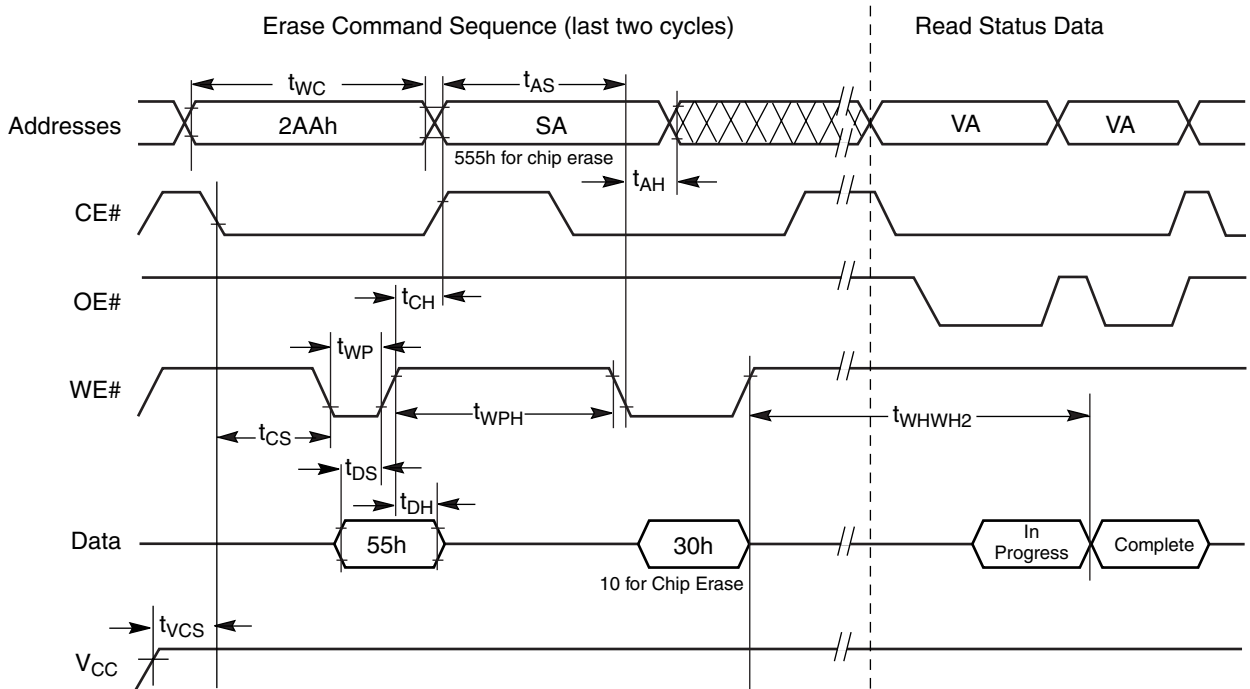 Erase Command Sequence (last two cycles) Read Status Data
tWC tAS
Addresses 2AAh SA VA VA
555h for chip erase
tAH
CE#
OE#
tCH
tWP
WE#
tWPH tWHWH2
tCS
tDS
tDH
Data 55h 30h In Progress Complete
10 for Chip Erase
tVCS
VCC